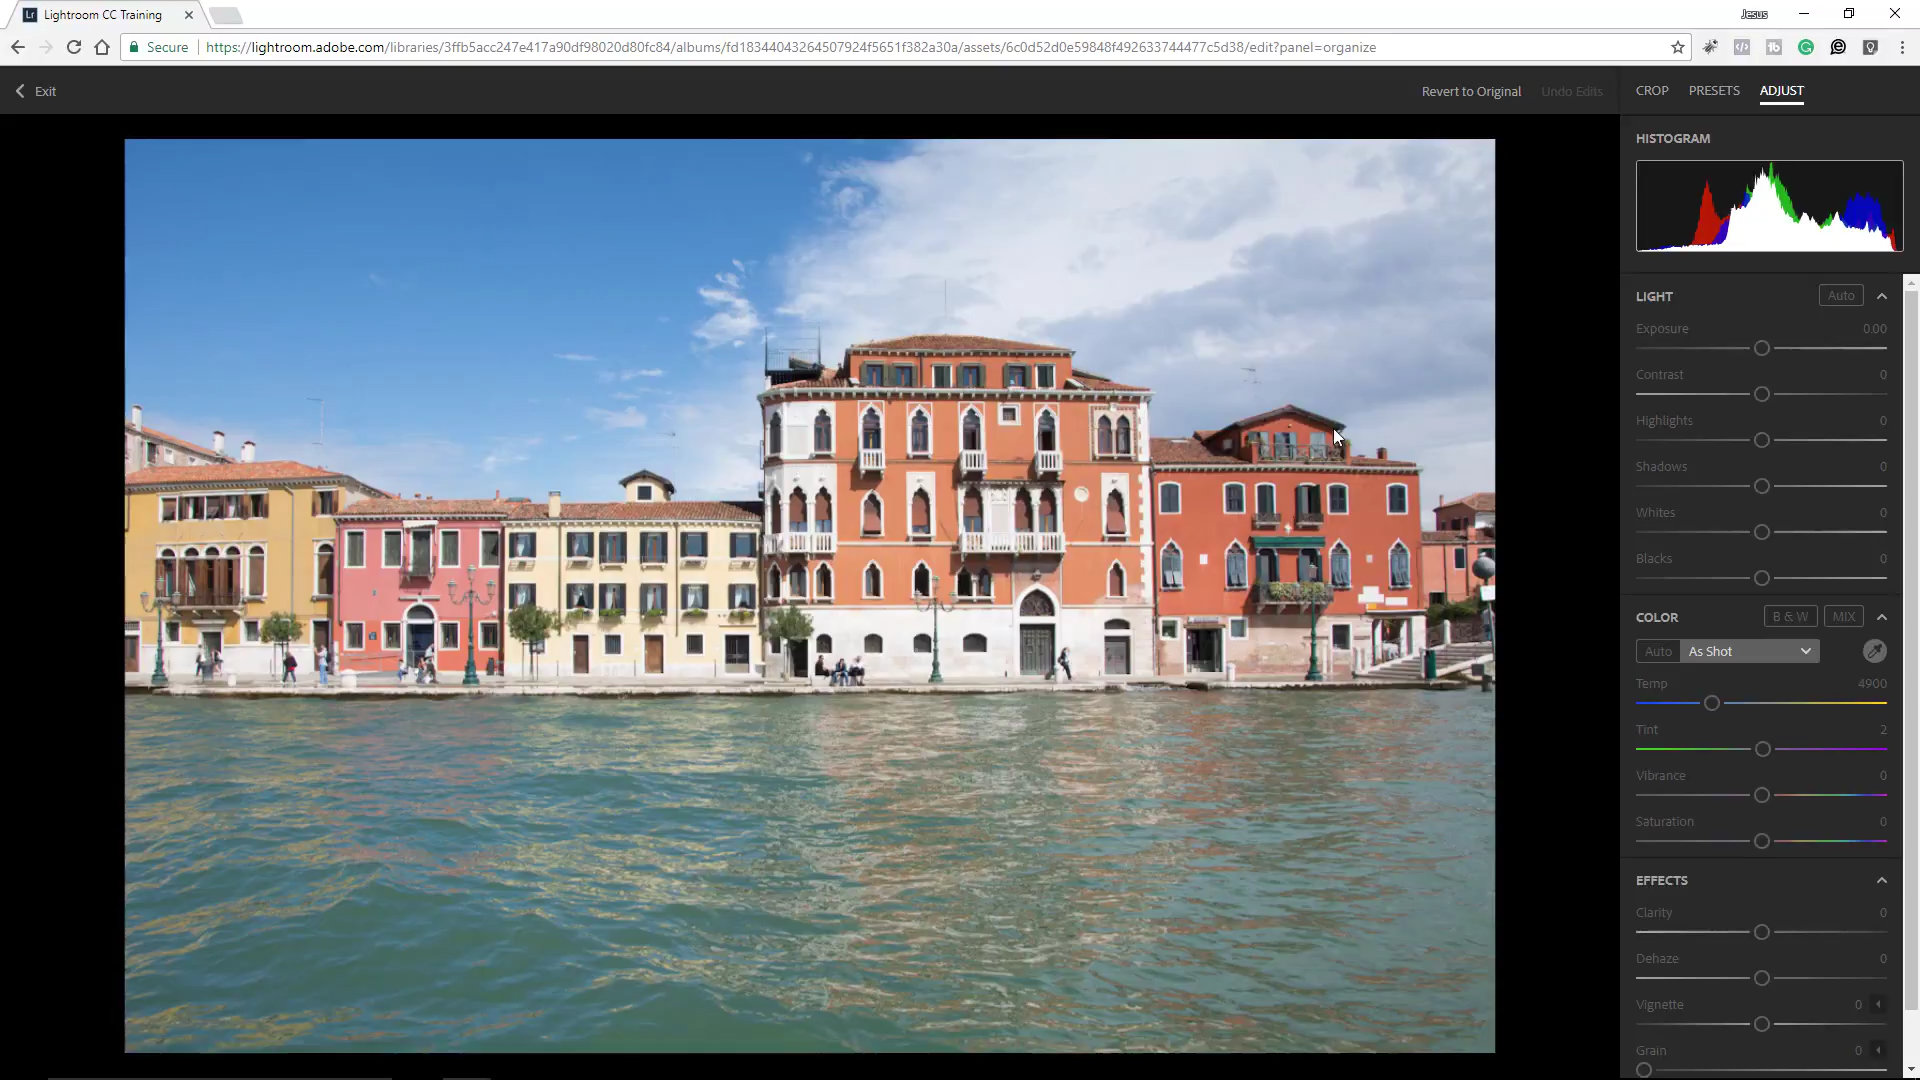 Lightroom CC Training
Jesus
Secure
https://lightroom.adobe.com/libraries/3ffb5acc247e417a90df98020d80fc84/albums/fd18344043264507924f5651f382a30a/assets/6c0d52d0e59848f492633744477c5d38/edit?panel=organize
Exit
Revert to Original
Undo Edits
CROP
PRESETS
ADJUST
HISTOGRAM
LIGHT
Auto
Exposure 0.00
Contrast 0
Highlights 0
Shadows 0
Whites 0
Blacks 0
COLOR
B & W
MIX
Auto
As Shot
Temp 4900
Tint 2
Vibrance 0
Saturation 0
EFFECTS
Clarity 0
Dehaze 0
Vignette 0
Grain 0